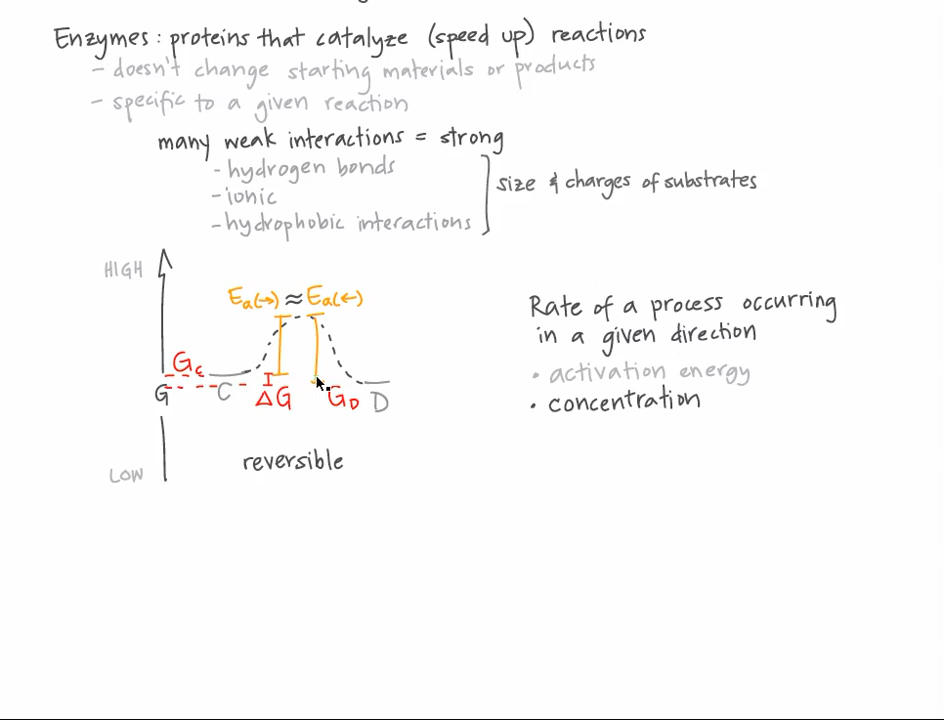 Enzymes: proteins that catalyze (speed up) reactions
- doesn't change starting materials or products
- specific to a given reaction
many weak interactions = strong
- hydrogen bonds
- ionic
- hydrophobic interactions
size & charges of substrates
HIGH
Ea(→) ≈ Ea(←)
Gc
G
C
ΔG
GD
D
LOW
reversible
Rate of a process occurring
in a given direction
• activation energy
• concentration